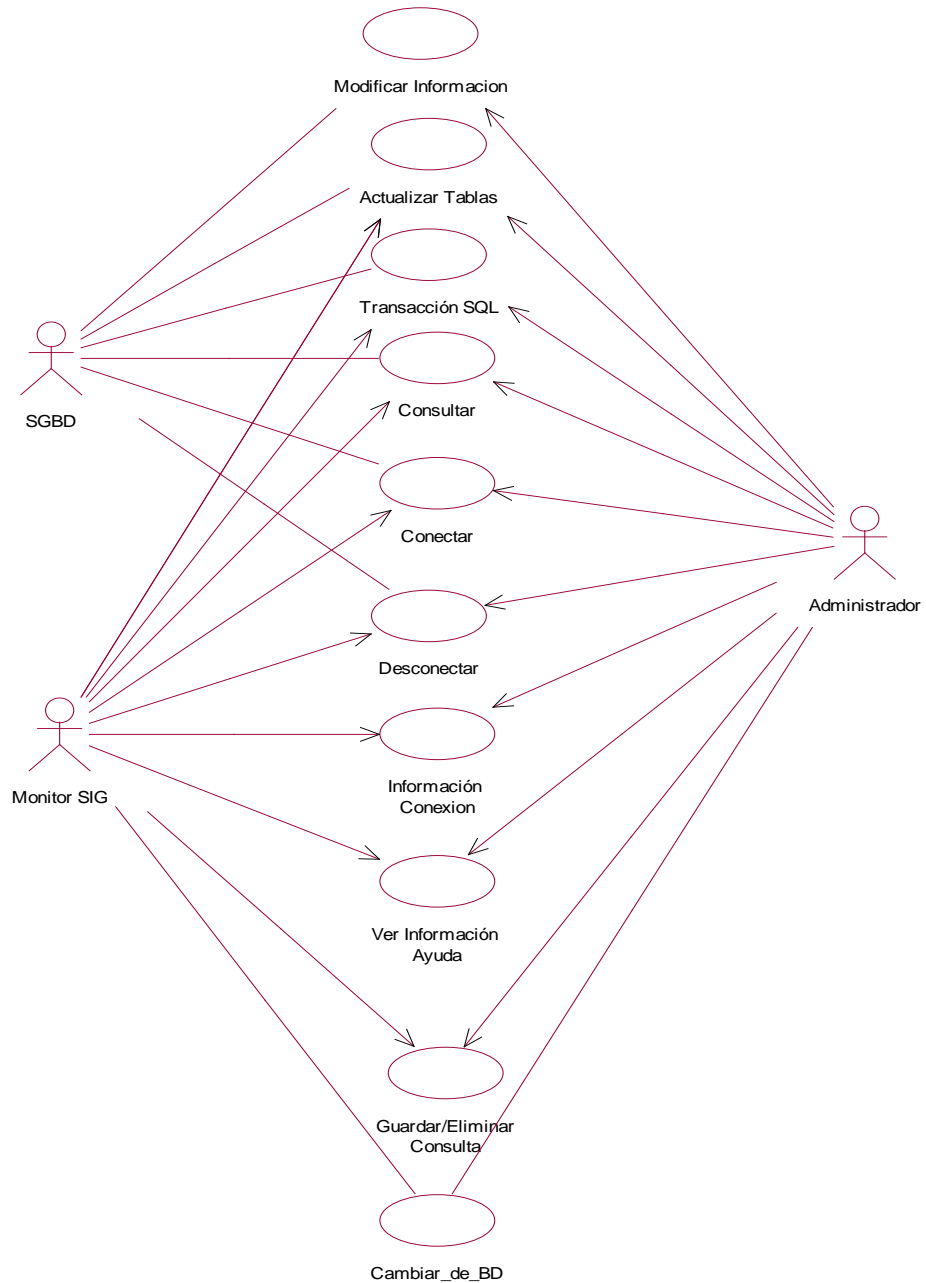 Modificar Informacion
Actualizar Tablas
Transacción SQL
SGBD
Consultar
Conectar
Administrador
Desconectar
Monitor SIG
Información
Conexion
Ver Información
Ayuda
Guardar/Eliminar
Consulta
Cambiar_de_BD